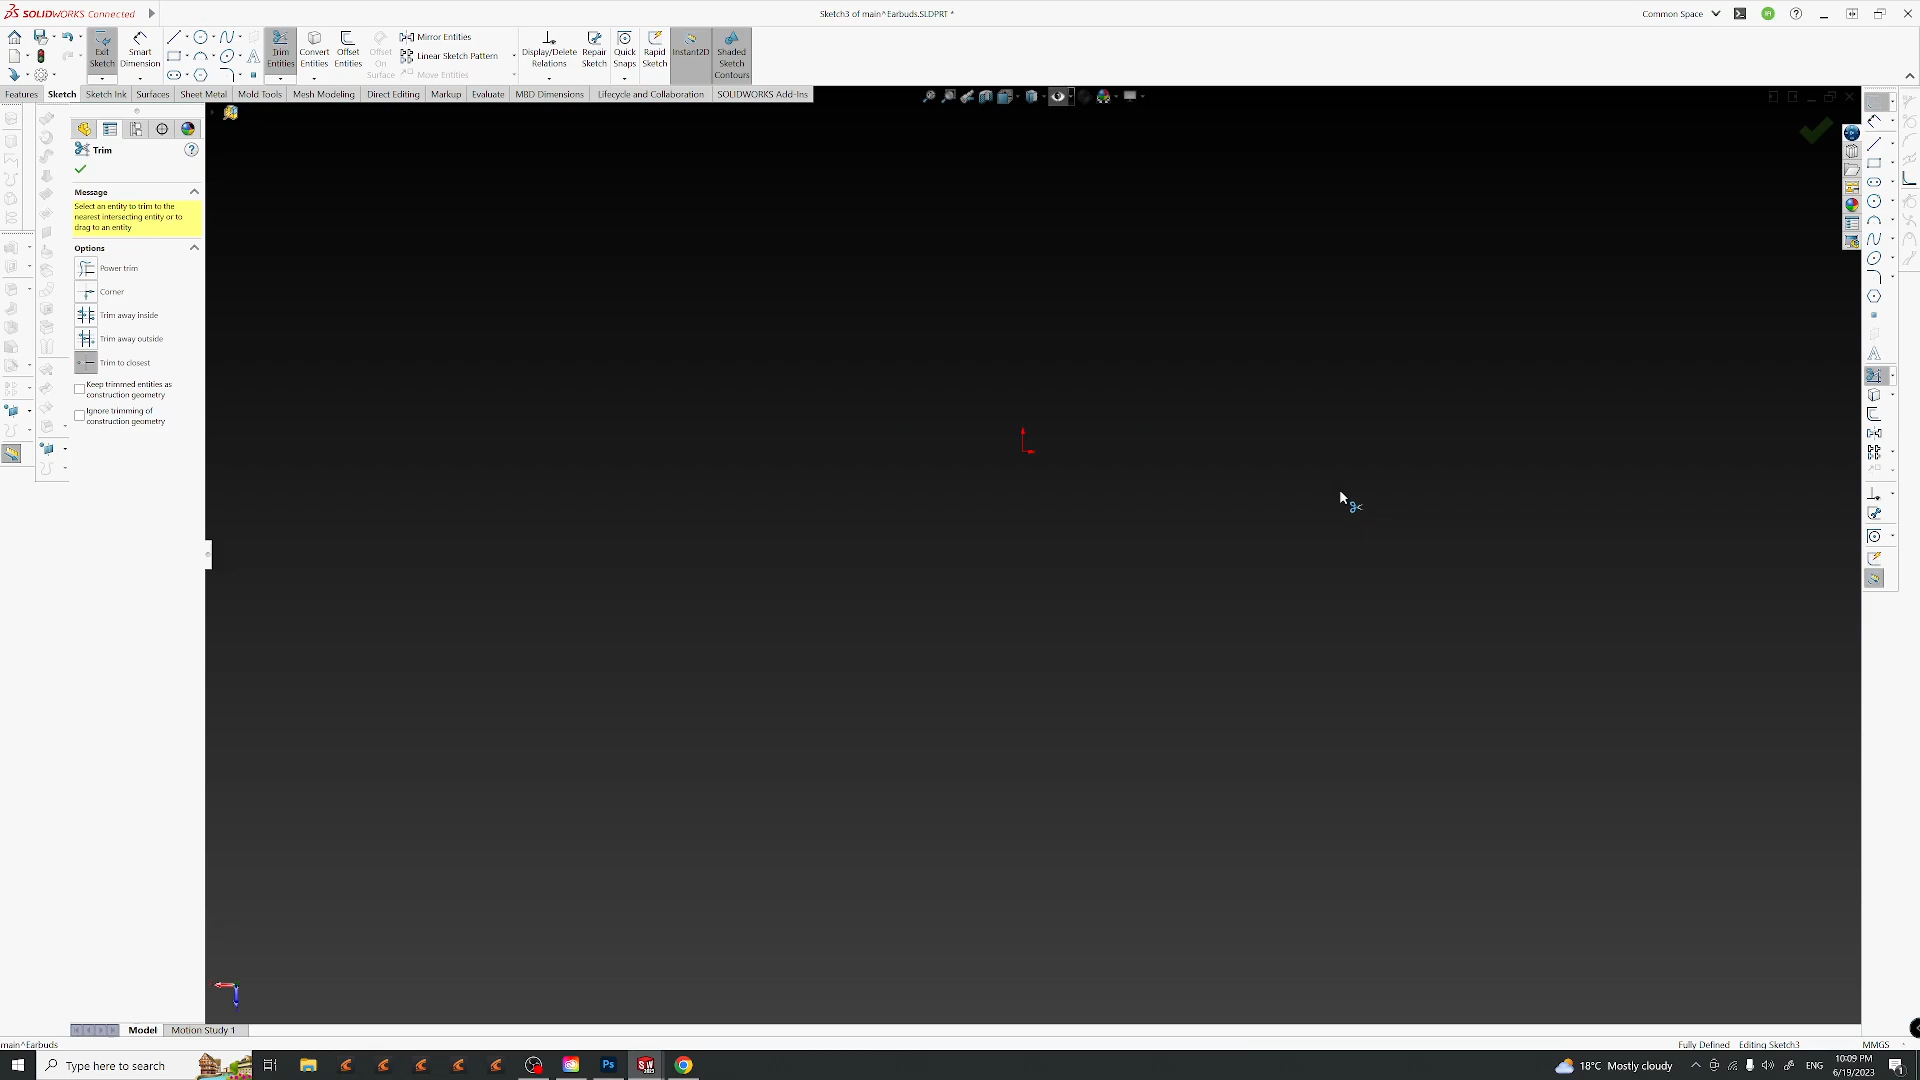 SOLIDWORKS Connected
Sketch3 of main^Earbuds.SLDPRT *
Common Space
Exit Sketch
Smart Dimension
Trim Entities
Convert Entities
Offset Entities
Offset On Surface
Mirror Entities
Linear Sketch Pattern
Move Entities
Display/Delete Relations
Repair Sketch
Quick Snaps
Rapid Sketch
Instant2D
Shaded Sketch Contours
Features
Sketch
Sketch Ink
Surfaces
Sheet Metal
Mold Tools
Mesh Modeling
Direct Editing
Markup
Evaluate
MBD Dimensions
Lifecycle and Collaboration
SOLIDWORKS Add-Ins
Trim
Message
Select an entity to trim to the
nearest intersecting entity or to
drag to an entity
Options
Power trim
Corner
Trim away inside
Trim away outside
Trim to closest
Keep trimmed entities as
construction geometry
Ignore trimming of
construction geometry
Model
Motion Study 1
main^Earbuds
Fully Defined
Editing Sketch3
MMGS
Type here to search
Ps
SW
18°C Mostly cloudy
ENG
10:09 PM
6/19/2023